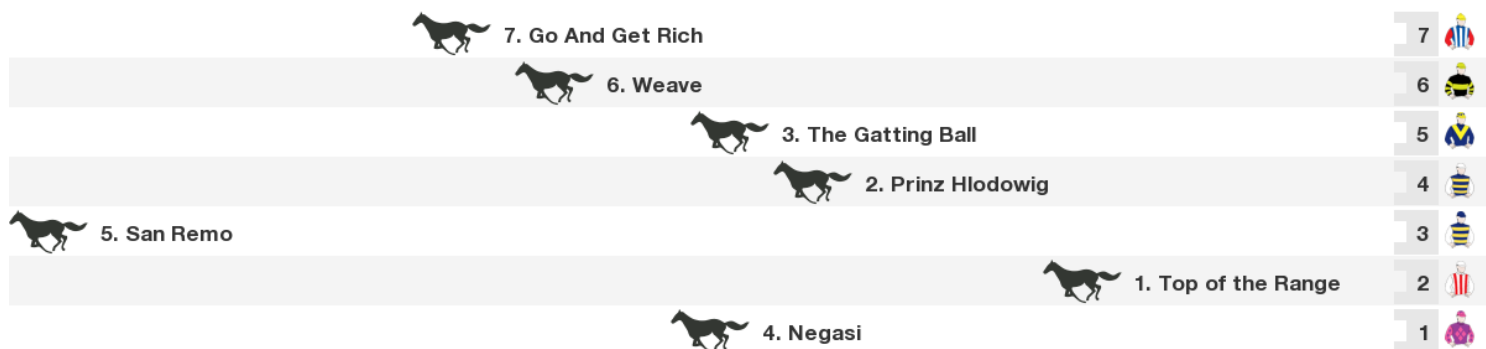 7. Go And Get Rich 7
6. Weave 6
3. The Gatting Ball 5
2. Prinz Hlodowig 4
5. San Remo 3
1. Top of the Range 2
4. Negasi 1